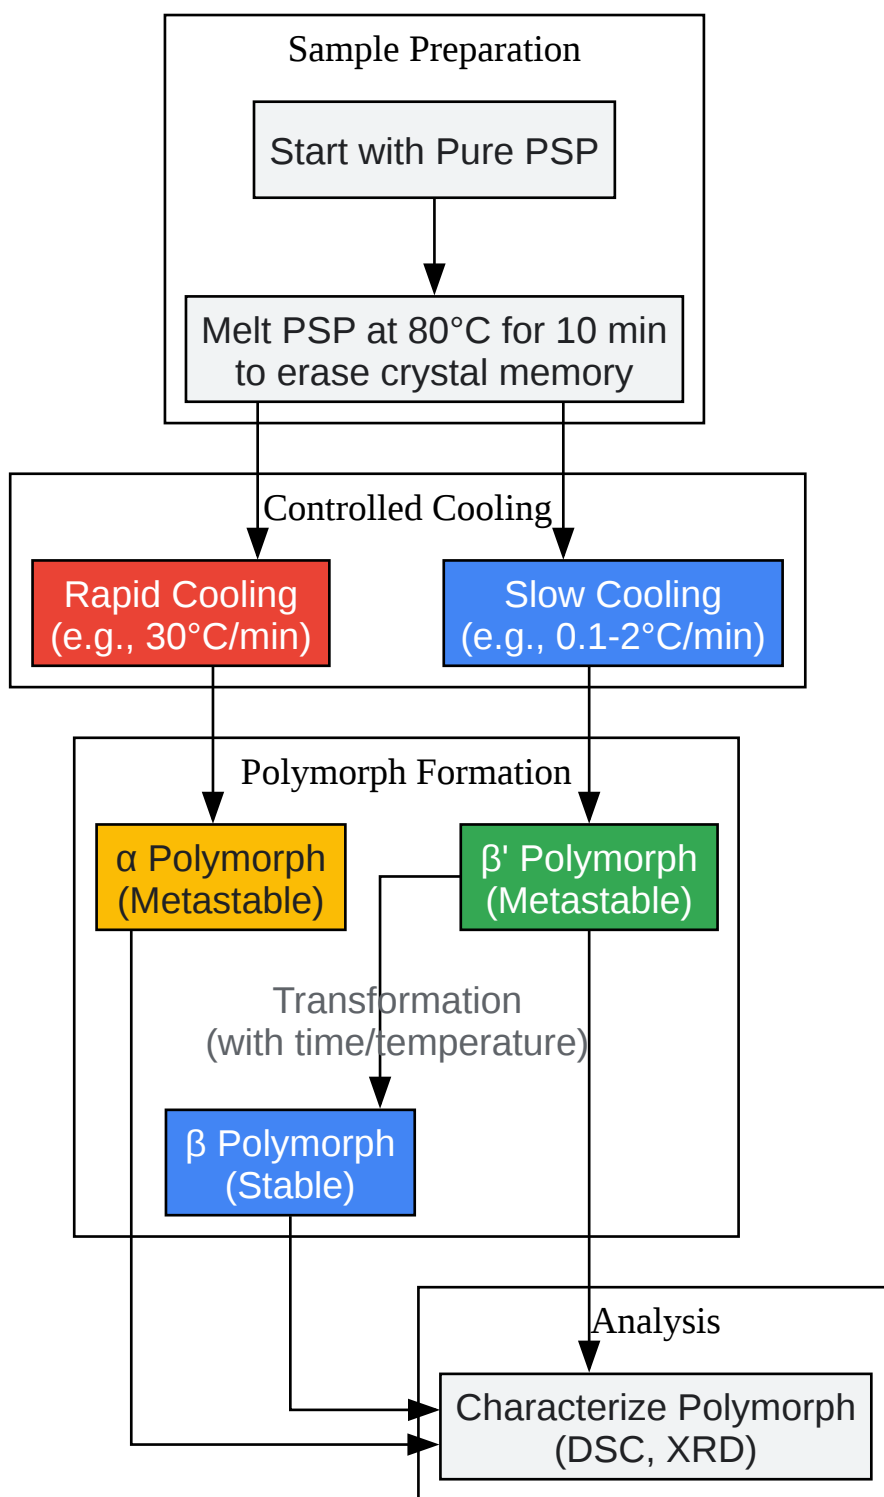 Sample Preparation
Start with Pure PSP
Melt PSP at 80°C for 10 min
to erase crystal memory
Controlled Cooling
Rapid Cooling
(e.g., 30°C/min)
Slow Cooling
(e.g., 0.1-2°C/min)
Polymorph Formation
α Polymorph
(Metastable)
β' Polymorph
(Metastable)
Transformation
(with time/temperature)
β Polymorph
(Stable)
Analysis
Characterize Polymorph
(DSC, XRD)